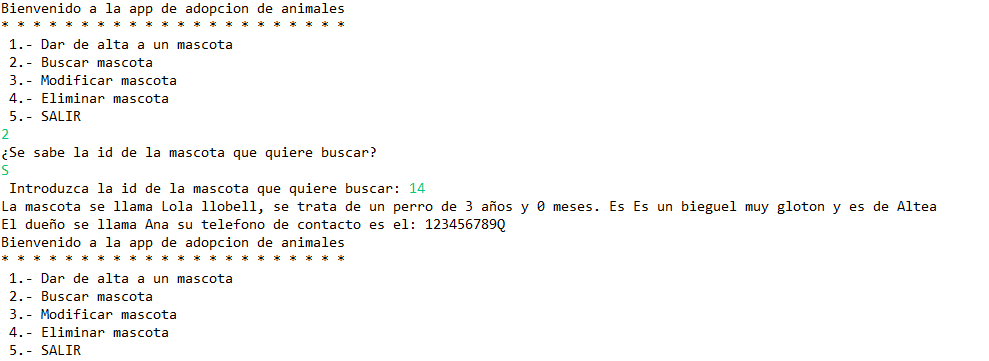 Bienvenido a la app de adopcion de animales
* * * * * * * * * * * * * * * * * * * * * *
1.- Dar de alta a un mascota
2.- Buscar mascota
3.- Modificar mascota
4.- Eliminar mascota
5.- SALIR
2
¿Se sabe la id de la mascota que quiere buscar?
S
Introduzca la id de la mascota que quiere buscar: 14
La mascota se llama Lola llobell, se trata de un perro de 3 años y 0 meses. Es Es un bieguel muy gloton y es de Altea
El dueño se llama Ana su telefono de contacto es el: 123456789Q
Bienvenido a la app de adopcion de animales
* * * * * * * * * * * * * * * * * * * * * *
1.- Dar de alta a un mascota
2.- Buscar mascota
3.- Modificar mascota
4.- Eliminar mascota
5.- SALIR